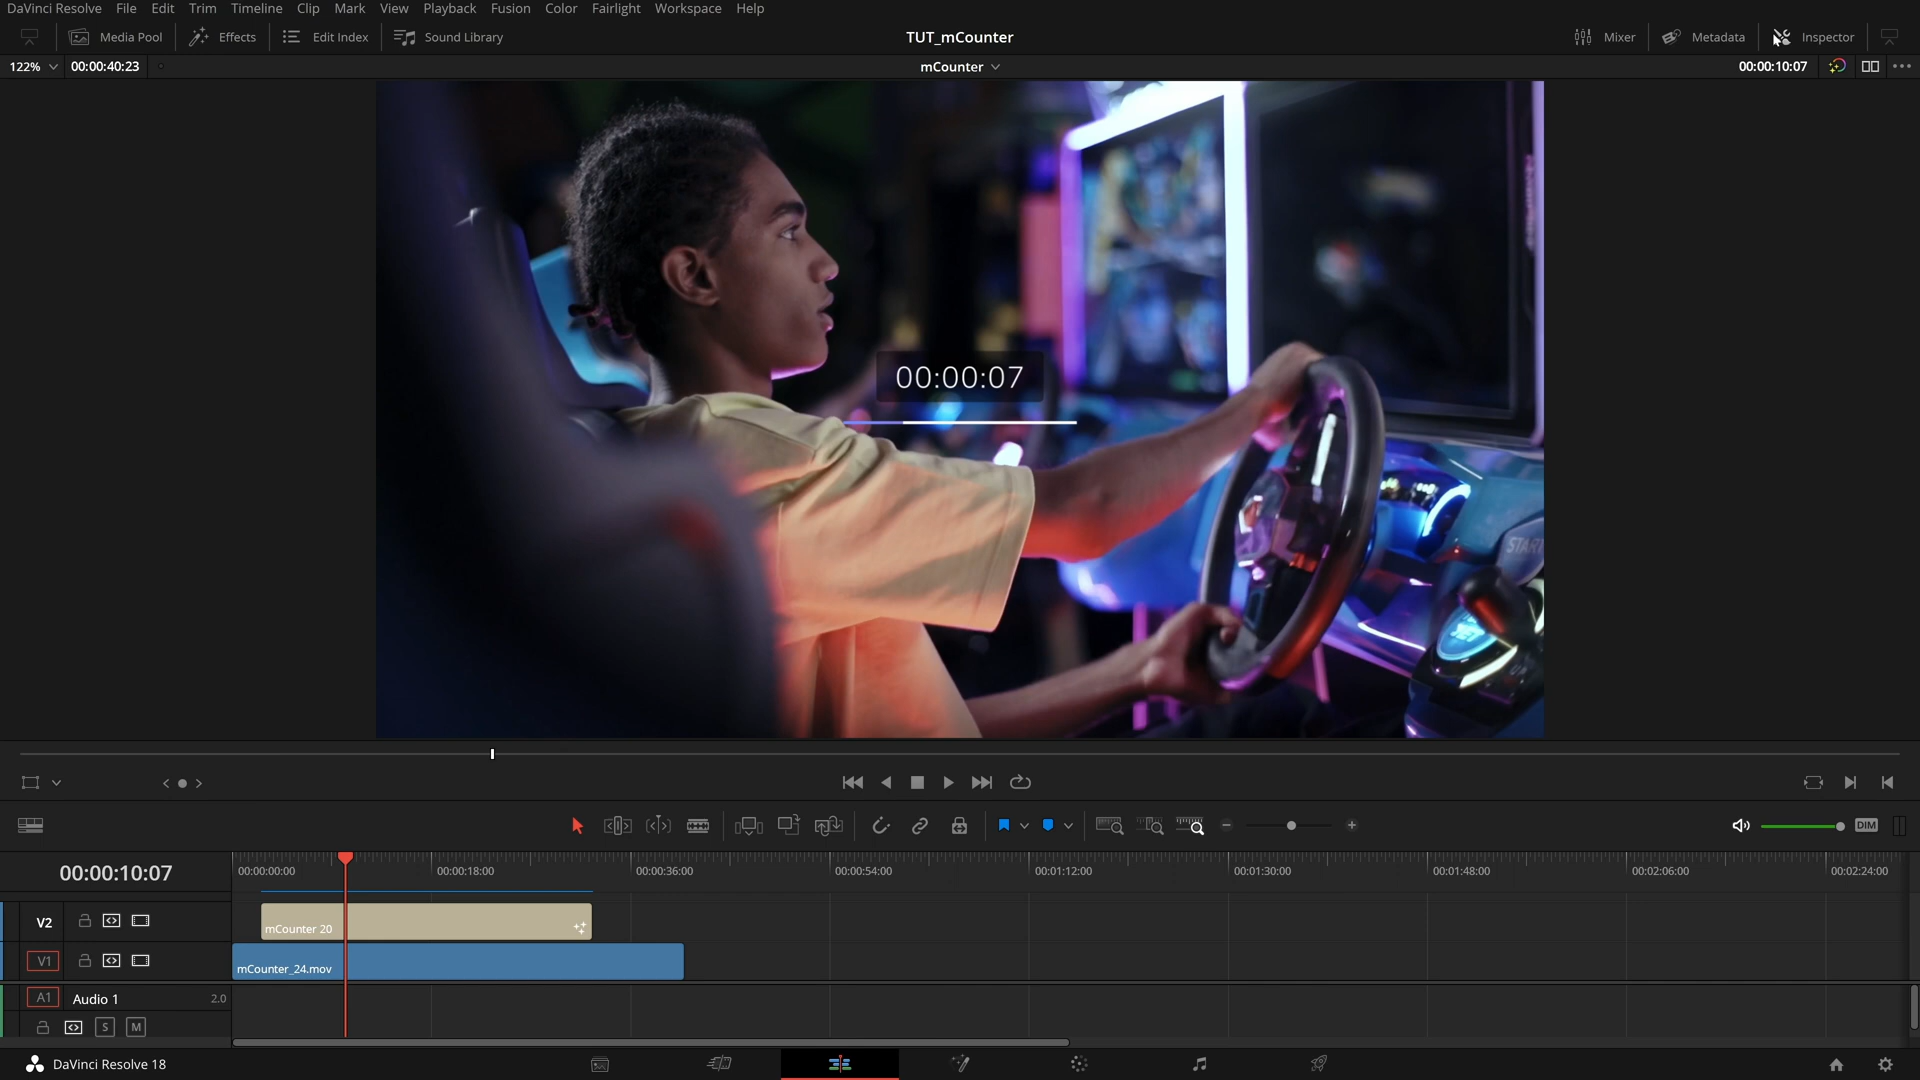 DaVinci Resolve File Edit Trim Timeline Clip Mark View Playback Fusion Color Fairlight Workspace Help
Media Pool Effects Edit Index Sound Library TUT_mCounter Mixer Metadata Inspector
122% 00:00:40:23 mCounter 00:00:10:07
00:00:07
START
DIM
00:00:10:07 00:00:00:00 00:00:18:00 00:00:36:00 00:00:54:00 00:01:12:00 00:01:30:00 00:01:48:00 00:02:06:00 00:02:24:00
V2 mCounter 20
V1 mCounter_24.mov
A1 Audio 1 2.0
S M
DaVinci Resolve 18